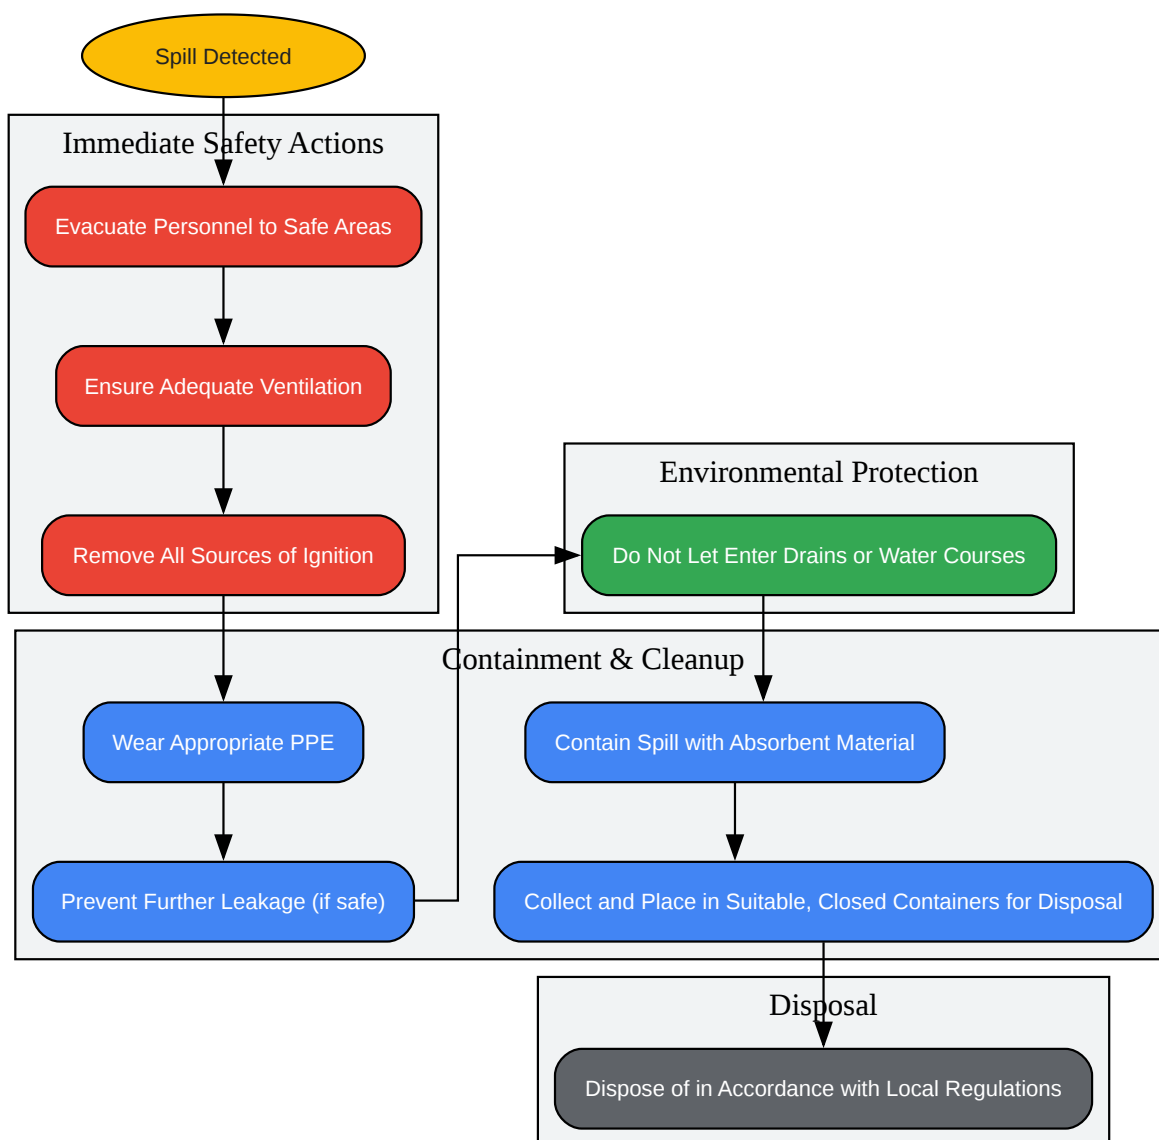 Spill Detected
Immediate Safety Actions
Evacuate Personnel to Safe Areas
Ensure Adequate Ventilation
Remove All Sources of Ignition
Environmental Protection
Do Not Let Enter Drains or Water Courses
Containment & Cleanup
Wear Appropriate PPE
Contain Spill with Absorbent Material
Prevent Further Leakage (if safe)
Collect and Place in Suitable, Closed Containers for Disposal
Disposal
Dispose of in Accordance with Local Regulations